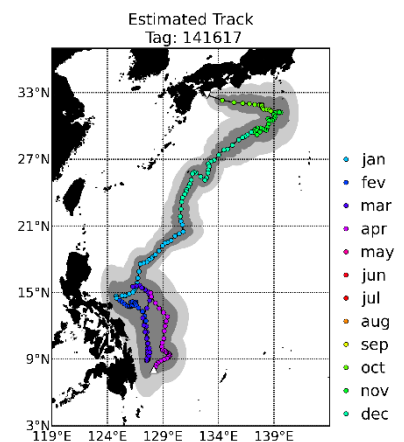 Estimated Track
Tag: 141617
33°N
27°N
21°N
15°N
9°N
3°N
119°E 124°E 129°E 134°E 139°E
jan
fev
mar
apr
may
jun
jul
aug
sep
oct
nov
dec